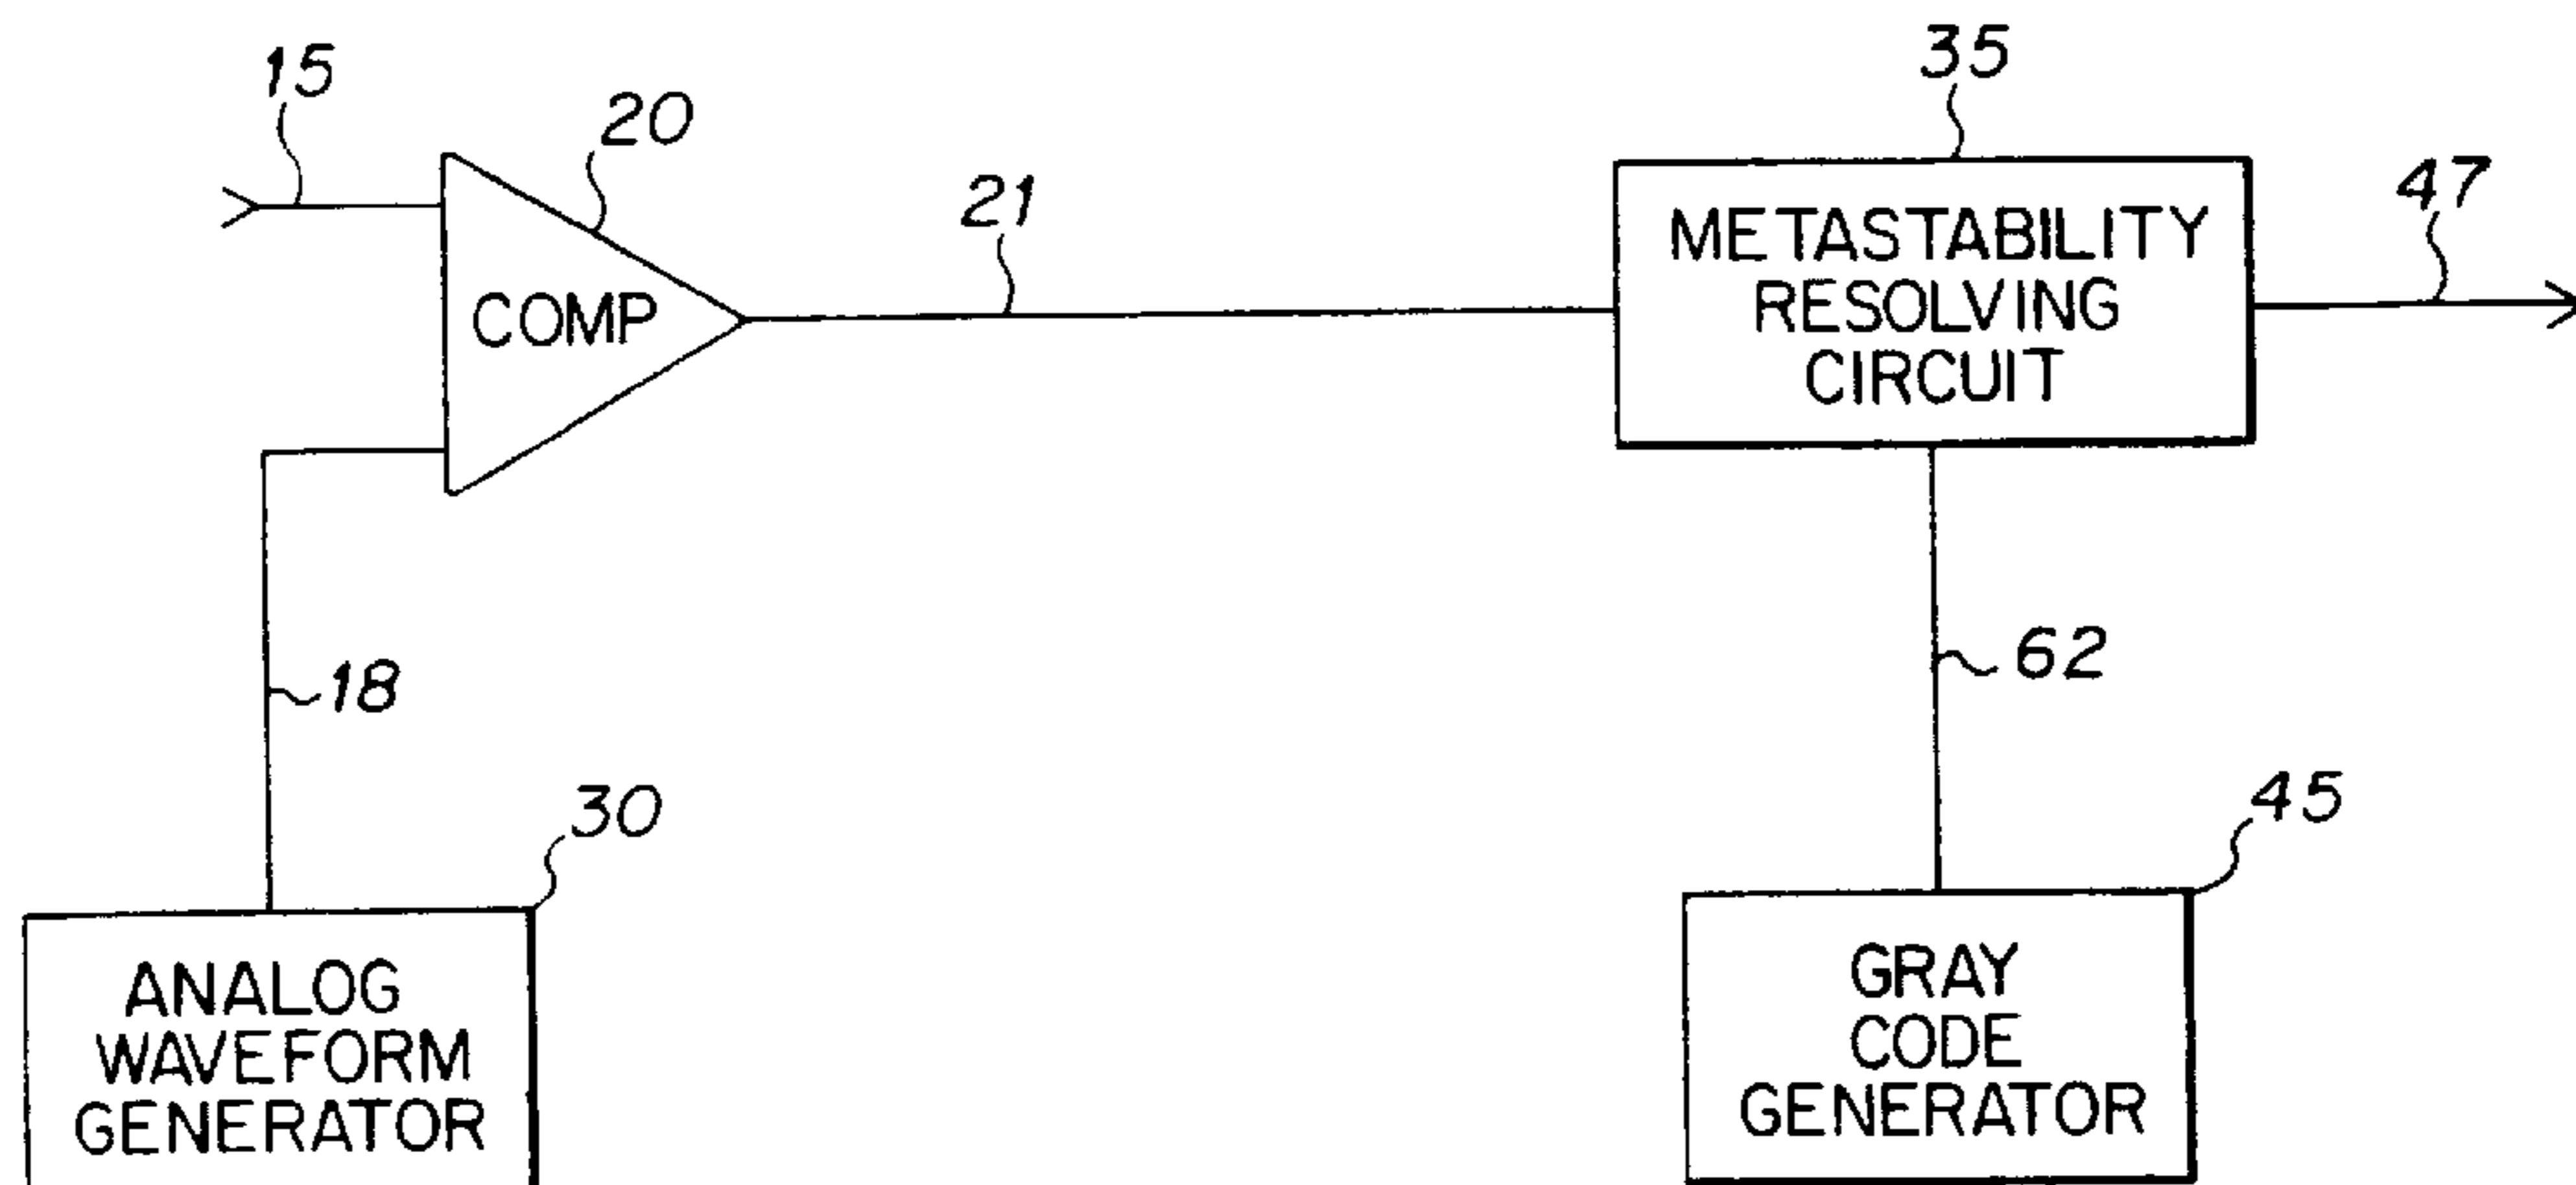 15
20
COMP
21
35
METASTABILITY
RESOLVING
CIRCUIT
47
18
62
30
ANALOG
WAVEFORM
GENERATOR
45
GRAY
CODE
GENERATOR